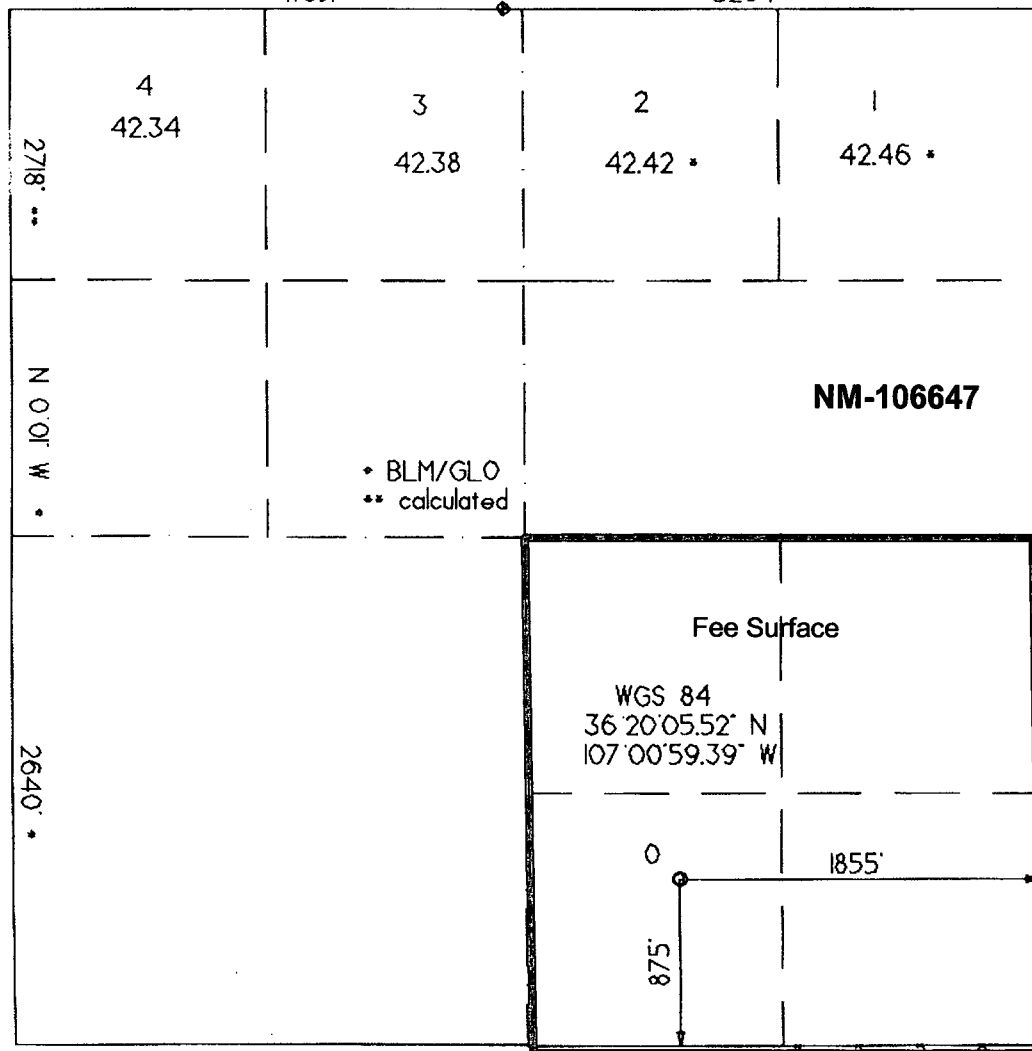 4
3
2
1
42.34
42.38
42.42 *
42.46 *
2718' **
NM-106647
N 0°01' W *
* BLM/GLO
** calculated
Fee Surface
WGS 84
36°20'05.52" N
107°00'59.39" W
2640' *
O
1855'
875'